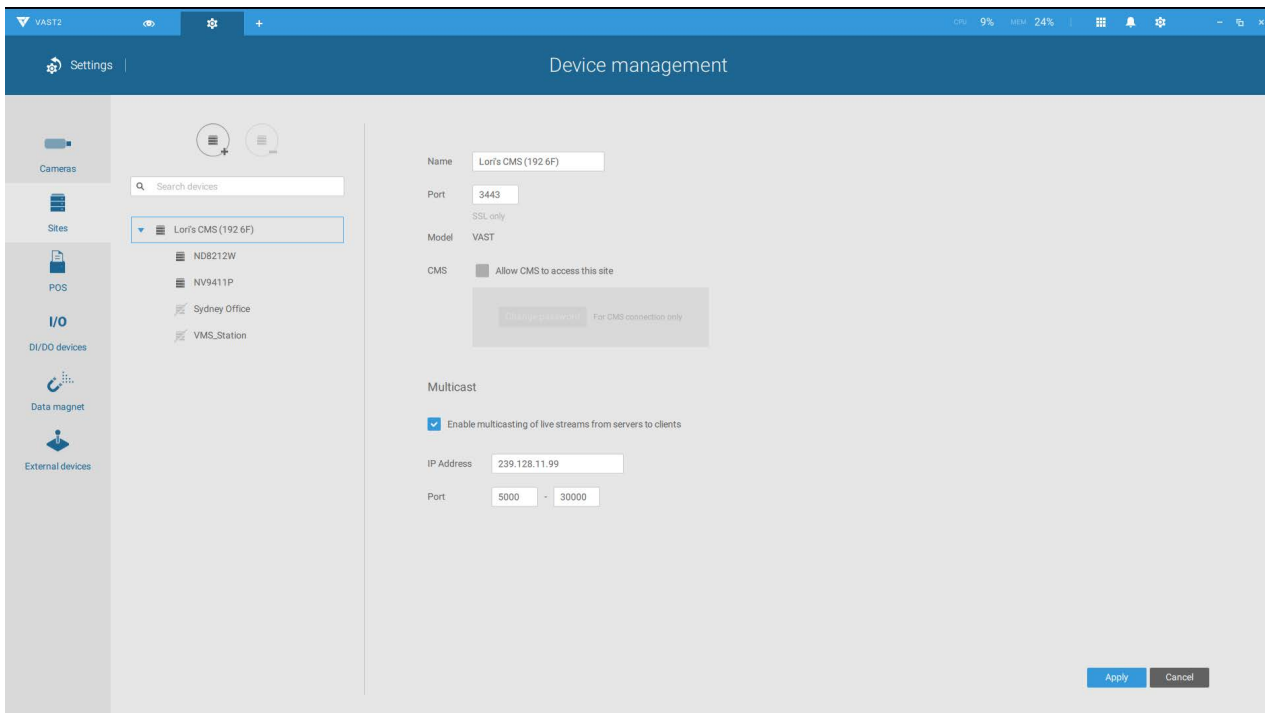 VAST2
+
CPU 9% MEM 24%
Settings
Device management
Cameras
Sites
POS
I/O
DI/DO devices
Data magnet
External devices
Search devices
Lori's CMS (192 6F)
ND8212W
NV9411P
Sydney Office
VMS_Station
Name Lori's CMS (192 6F)
Port 3443
SSL only
Model VAST
CMS Allow CMS to access this site
Change password For CMS connection only
Multicast
Enable multicasting of live streams from servers to clients
IP Address 239.128.11.99
Port 5000 - 30000
Apply Cancel